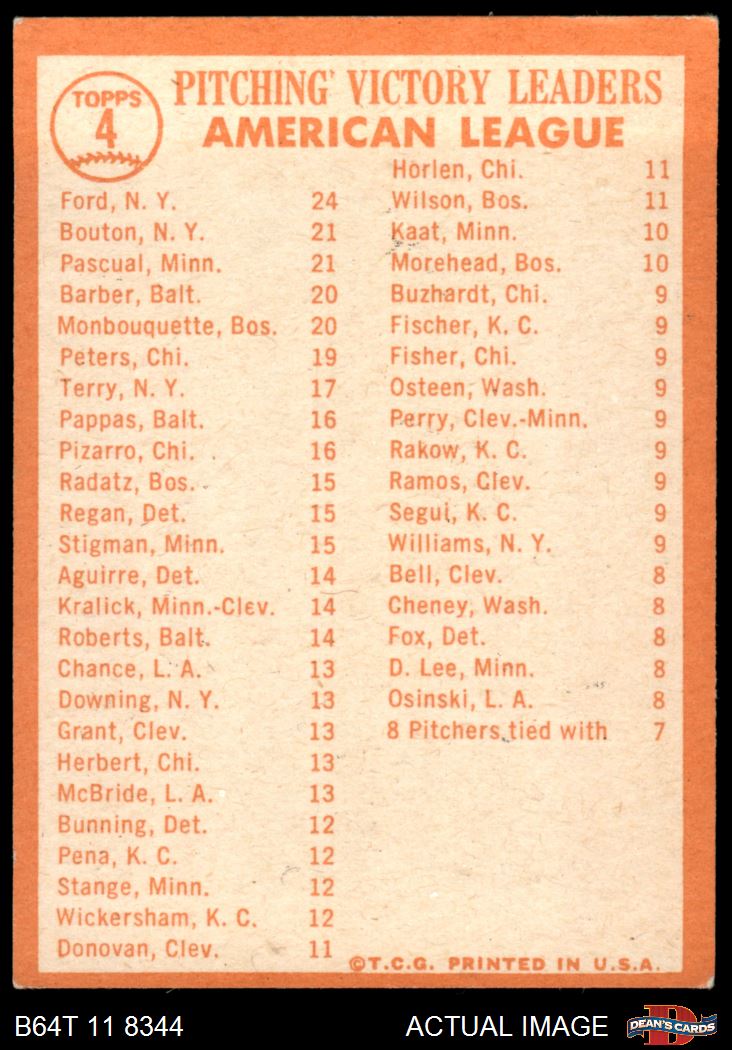 TOPPS
4
PITCHING VICTORY LEADERS
AMERICAN LEAGUE
Ford, N. Y. 24
Bouton, N. Y. 21
Pascual, Minn. 21
Barber, Balt. 20
Monbouquette, Bos. 20
Peters, Chi. 19
Terry, N. Y. 17
Pappas, Balt. 16
Pizarro, Chi. 16
Radatz, Bos. 15
Regan, Det. 15
Stigman, Minn. 15
Aguirre, Det. 14
Kralick, Minn.-Clev. 14
Roberts, Balt. 14
Chance, L. A. 13
Downing, N. Y. 13
Grant, Clev. 13
Herbert, Chi. 13
McBride, L. A. 13
Bunning, Det. 12
Pena, K. C. 12
Stange, Minn. 12
Wickersham, K. C. 12
Donovan, Clev. 11
Horlen, Chi. 11
Wilson, Bos. 11
Kaat, Minn. 10
Morehead, Bos. 10
Buzhardt, Chi. 9
Fischer, K. C. 9
Fisher, Chi. 9
Osteen, Wash. 9
Perry, Clev.-Minn. 9
Rakow, K. C. 9
Ramos, Clev. 9
Segui, K. C. 9
Williams, N. Y. 9
Bell, Clev. 8
Cheney, Wash. 8
Fox, Det. 8
D. Lee, Minn. 8
Osinski, L. A. 8
8 Pitchers tied with 7
©T.C.G. PRINTED IN U.S.A.
B64T 11 8344
ACTUAL IMAGE
D
DEAN'S CARDS